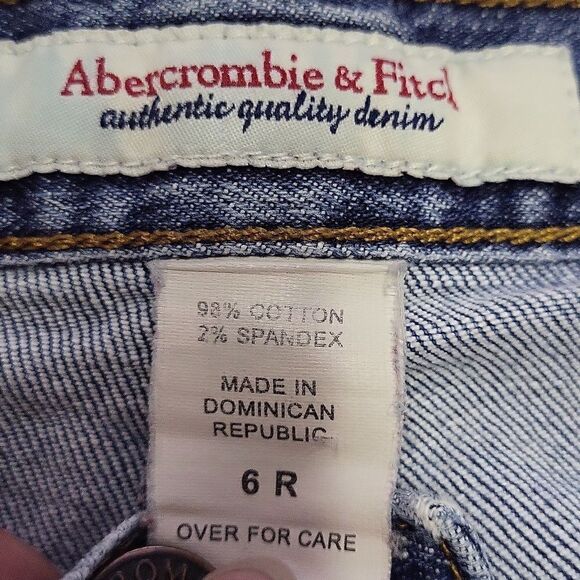 Abercrombie & Fitch
authentic quality denim
98% COTTON
2% SPANDEX
MADE IN
DOMINICAN
REPUBLIC
6 R
OVER FOR CARE